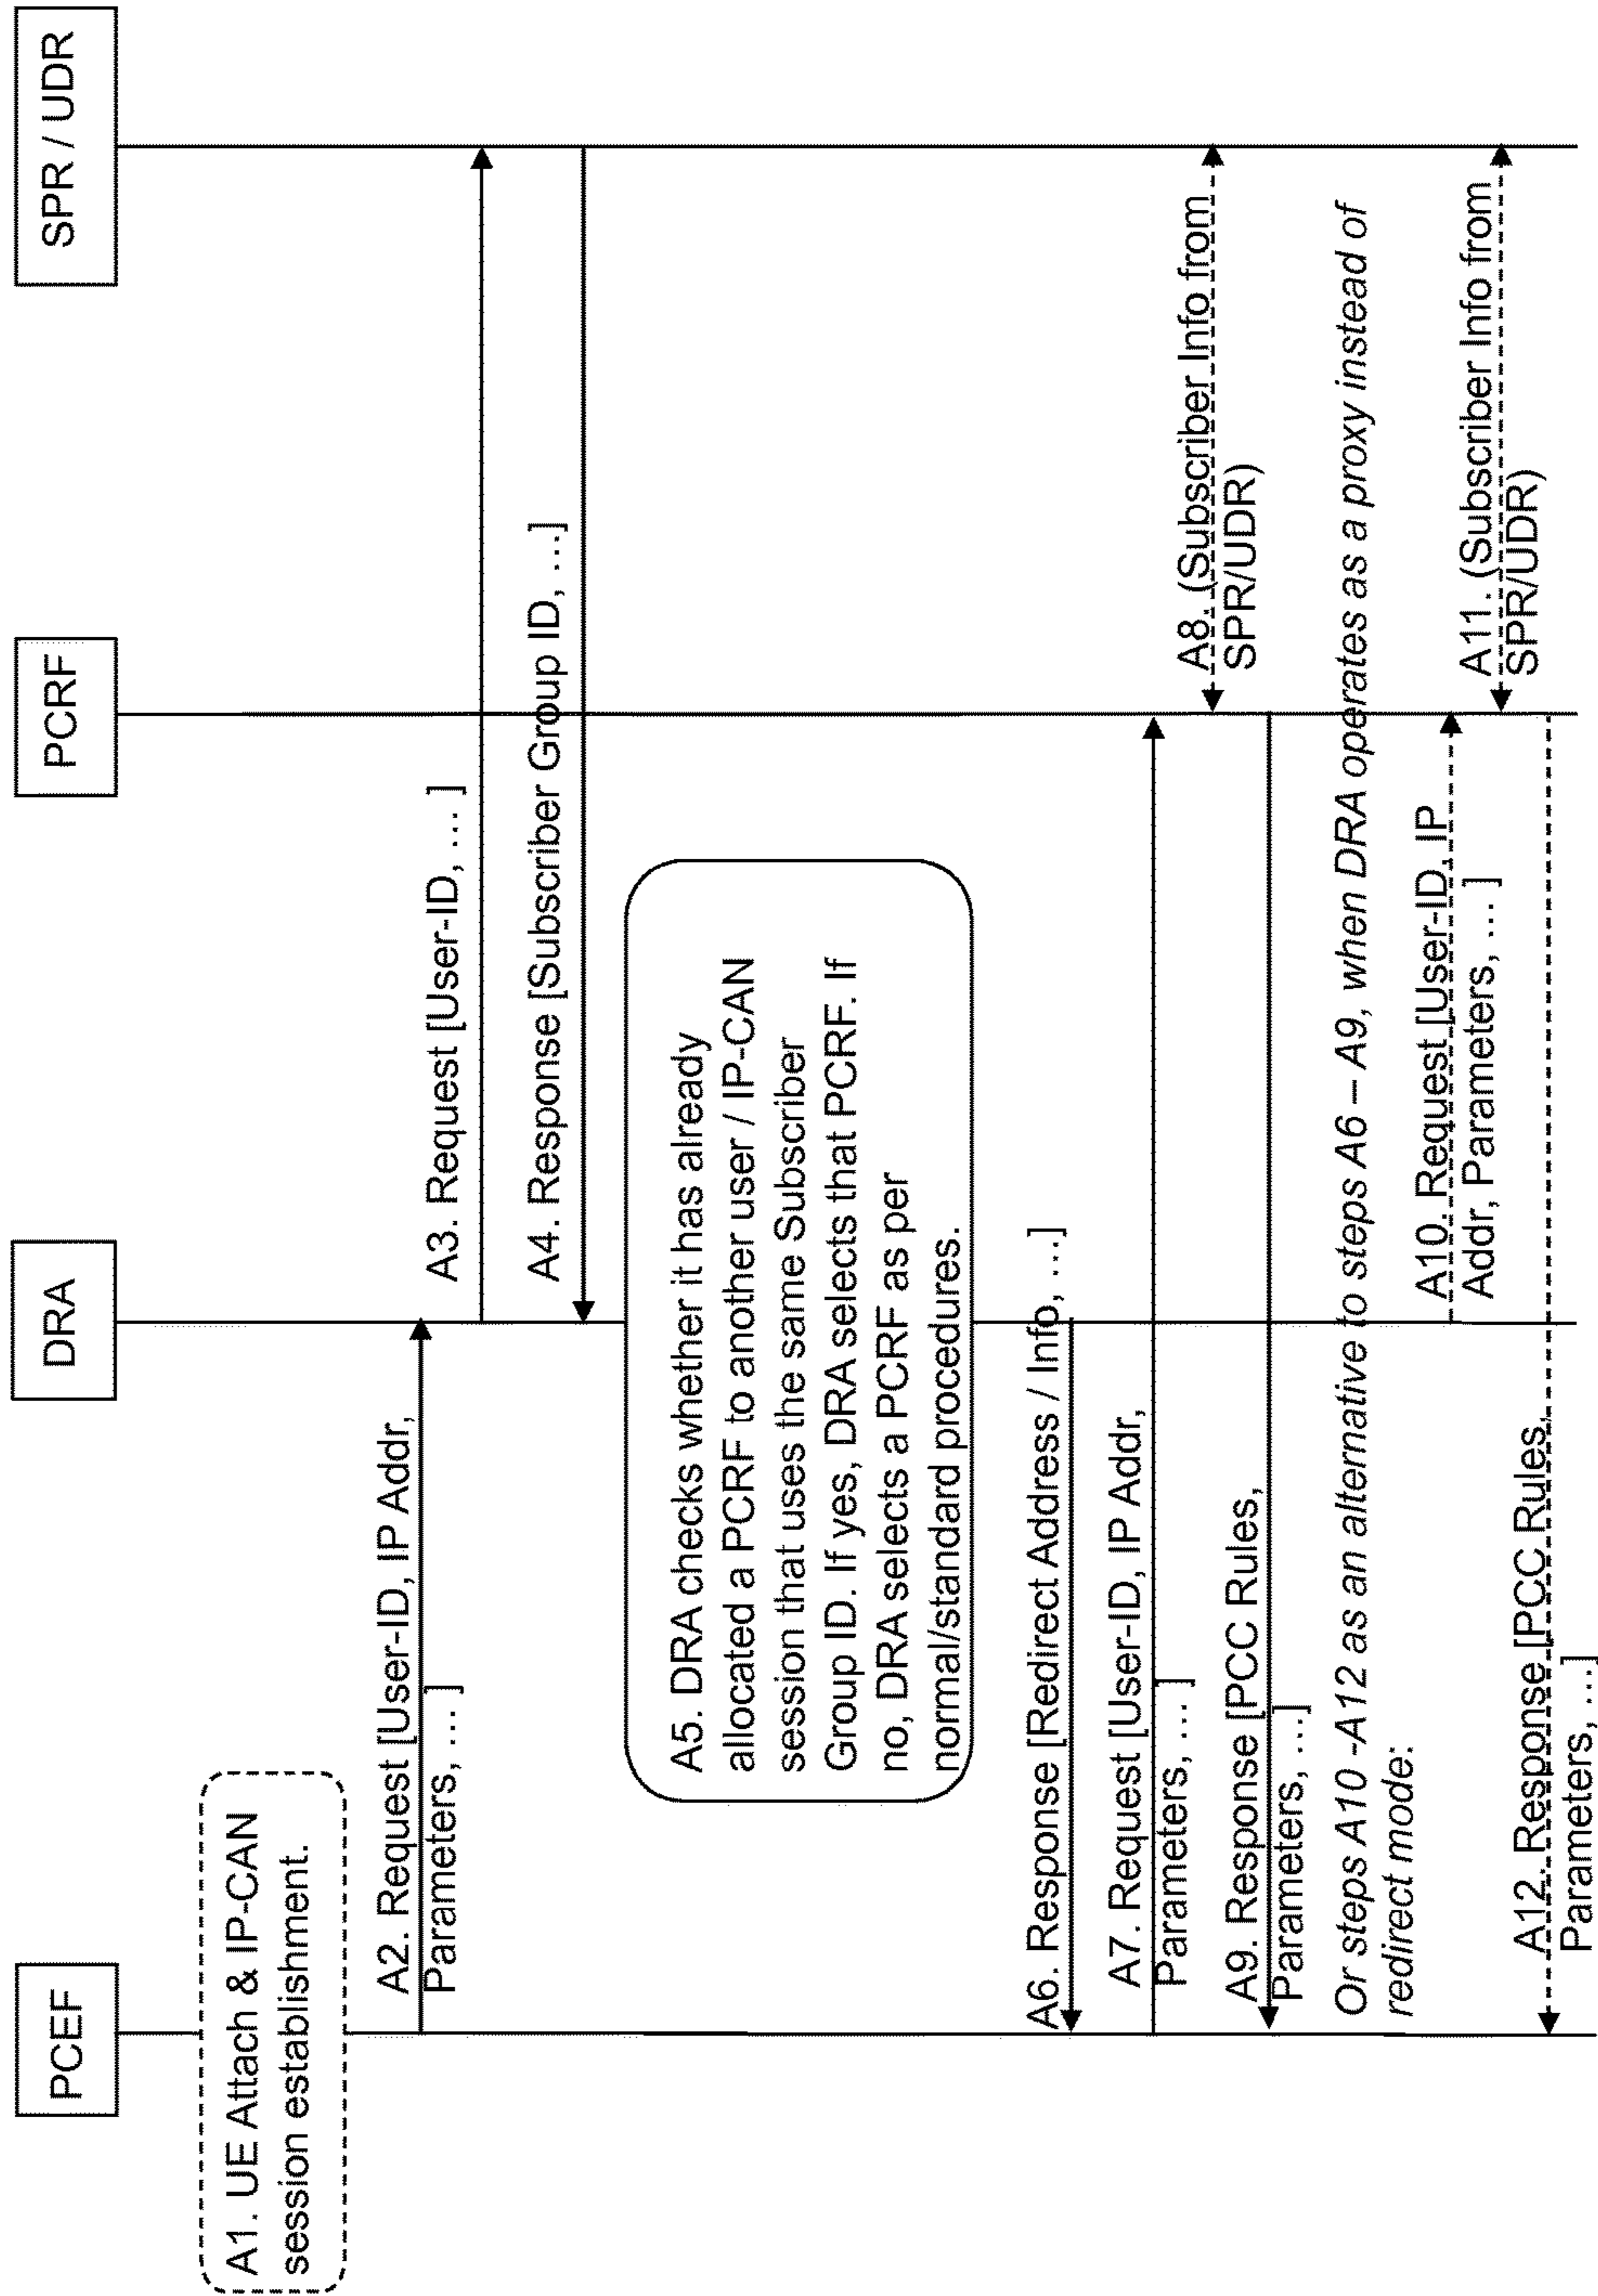 PCEF
DRA
PCRF
SPR / UDR
A1. UE Attach & IP-CAN
session establishment.
A2. Request [User-ID, IP Addr,
Parameters, …]
A3. Request [User-ID, … ]
A4. Response [Subscriber Group ID, …]
A5. DRA checks whether it has already
allocated a PCRF to another user / IP-CAN
session that uses the same Subscriber
Group ID. If yes, DRA selects that PCRF. If
no, DRA selects a PCRF as per
normal/standard procedures.
A6. Response [Redirect Address / Info, …]
A7. Request [User-ID, IP Addr,
Parameters, … ]
A8. (Subscriber Info from
SPR/UDR)
A9. Response [PCC Rules,
Parameters, …]
Or steps A10 -A12 as an alternative to steps A6 – A9, when DRA operates as a proxy instead of
redirect mode:
A10. Request [User-ID, IP
Addr, Parameters, … ]
A11. (Subscriber Info from
SPR/UDR)
A12. Response [PCC Rules,
Parameters, …]